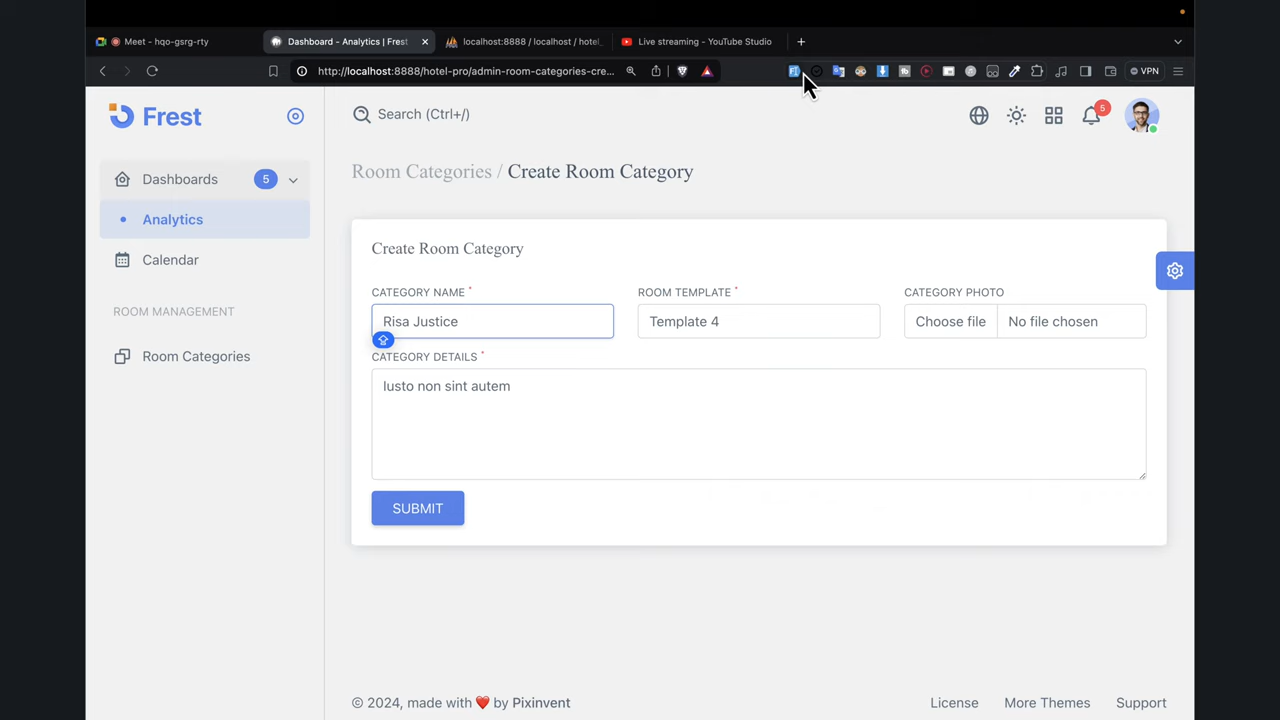 Meet - hqo-gsrg-rty
Dashboard - Analytics | Frest
localhost:8888 / localhost / hotel_
Live streaming - YouTube Studio
http://localhost:8888/hotel-pro/admin-room-categories-cre...
VPN
Frest
Search (Ctrl+/)
5
Dashboards
5
Analytics
Calendar
ROOM MANAGEMENT
Room Categories
Room Categories / Create Room Category
Create Room Category
CATEGORY NAME *
ROOM TEMPLATE *
CATEGORY PHOTO
Risa Justice
Template 4
Choose file
No file chosen
CATEGORY DETAILS *
Iusto non sint autem
SUBMIT
© 2024, made with ❤️ by Pixinvent
License
More Themes
Support